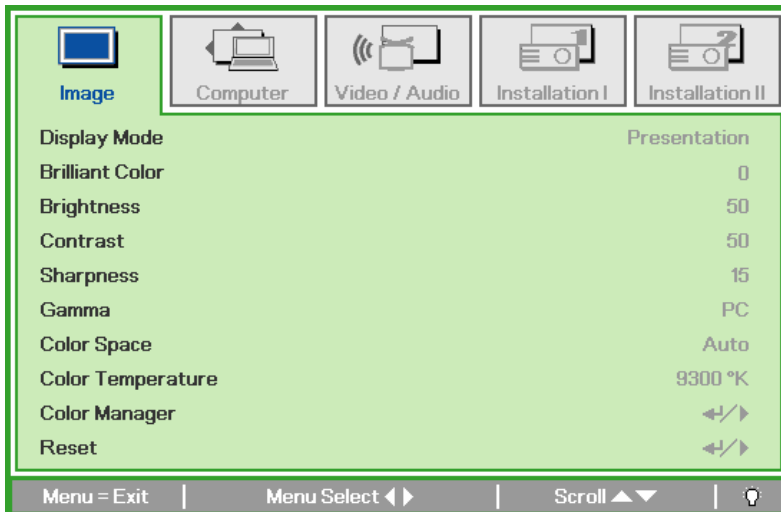 Image Computer Video / Audio Installation I Installation II
Display Mode Presentation
Brilliant Color 0
Brightness 50
Contrast 50
Sharpness 15
Gamma PC
Color Space Auto
Color Temperature 9300 °K
Color Manager
Reset
Menu = Exit Menu Select Scroll